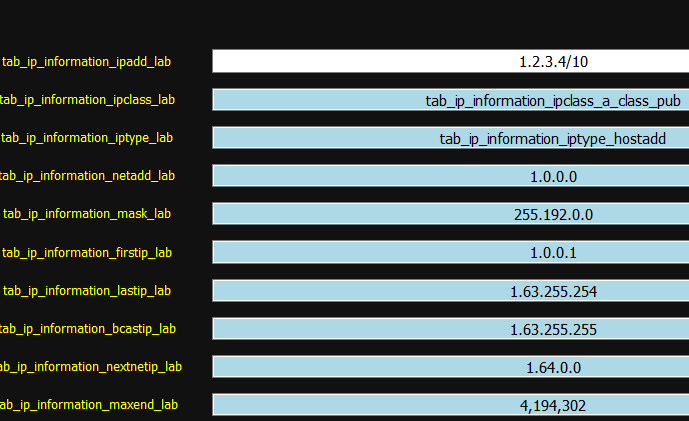 tab_ip_information_ipadd_lab 1.2.3.4/10
tab_ip_information_ipclass_lab tab_ip_information_ipclass_a_class_pub
tab_ip_information_iptype_lab tab_ip_information_iptype_hostadd
tab_ip_information_netadd_lab 1.0.0.0
tab_ip_information_mask_lab 255.192.0.0
tab_ip_information_firstip_lab 1.0.0.1
tab_ip_information_lastip_lab 1.63.255.254
tab_ip_information_bcastip_lab 1.63.255.255
ab_ip_information_nextnetip_lab 1.64.0.0
tab_ip_information_maxend_lab 4,194,302